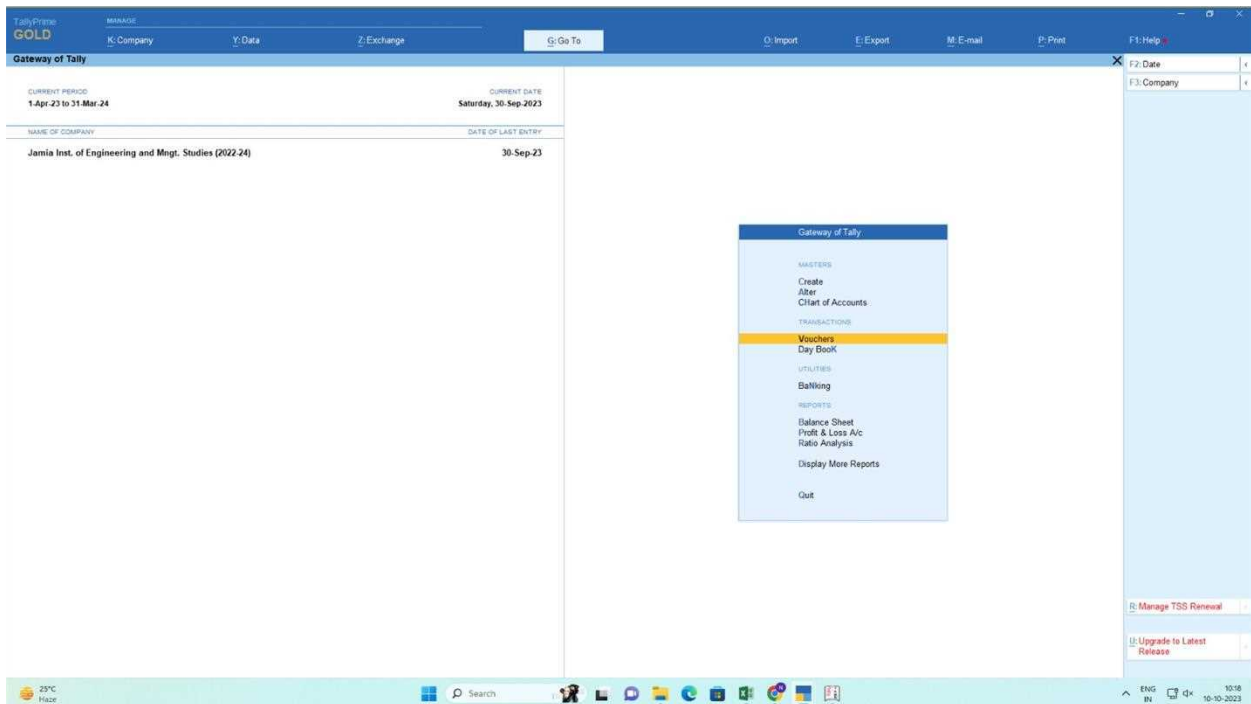 TallyPrime
GOLD
MANAGE
K: Company
Y: Data
Z: Exchange
G: Go To
O: Import
E: Export
M: E-mail
P: Print
F1: Help
Gateway of Tally
F2: Date
F3: Company
CURRENT PERIOD
CURRENT DATE
1-Apr-23 to 31-Mar-24
Saturday, 30-Sep-2023
NAME OF COMPANY
DATE OF LAST ENTRY
Jamia Inst. of Engineering and Mngt. Studies (2022-24)
30-Sep-23
Gateway of Tally
MASTERS
Create
Alter
CHart of Accounts
TRANSACTIONS
Vouchers
Day BooK
UTILITIES
BaNking
REPORTS
Balance Sheet
Profit & Loss A/c
Ratio Analysis
Display More Reports
Quit
R: Manage TSS Renewal
U: Upgrade to Latest
Release
25°C
Haze
Search
ENG
IN
10:18
10-10-2023